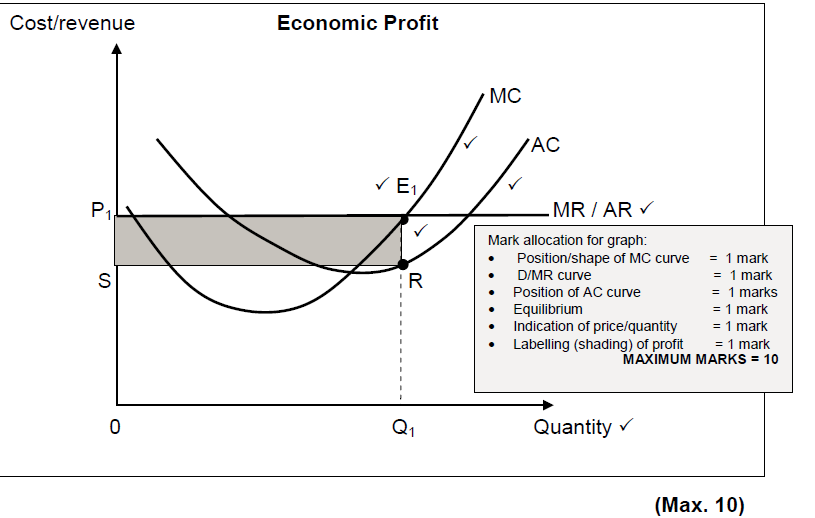 Cost/revenue
Economic Profit
MC
AC
✓
✓
✓ E₁
P₁
MR / AR ✓
✓
S
R
Mark allocation for graph:
• Position/shape of MC curve = 1 mark
• D/MR curve = 1 mark
• Position of AC curve = 1 marks
• Equilibrium = 1 mark
• Indication of price/quantity = 1 mark
• Labelling (shading) of profit = 1 mark
MAXIMUM MARKS = 10
0
Q₁
Quantity ✓
(Max. 10)